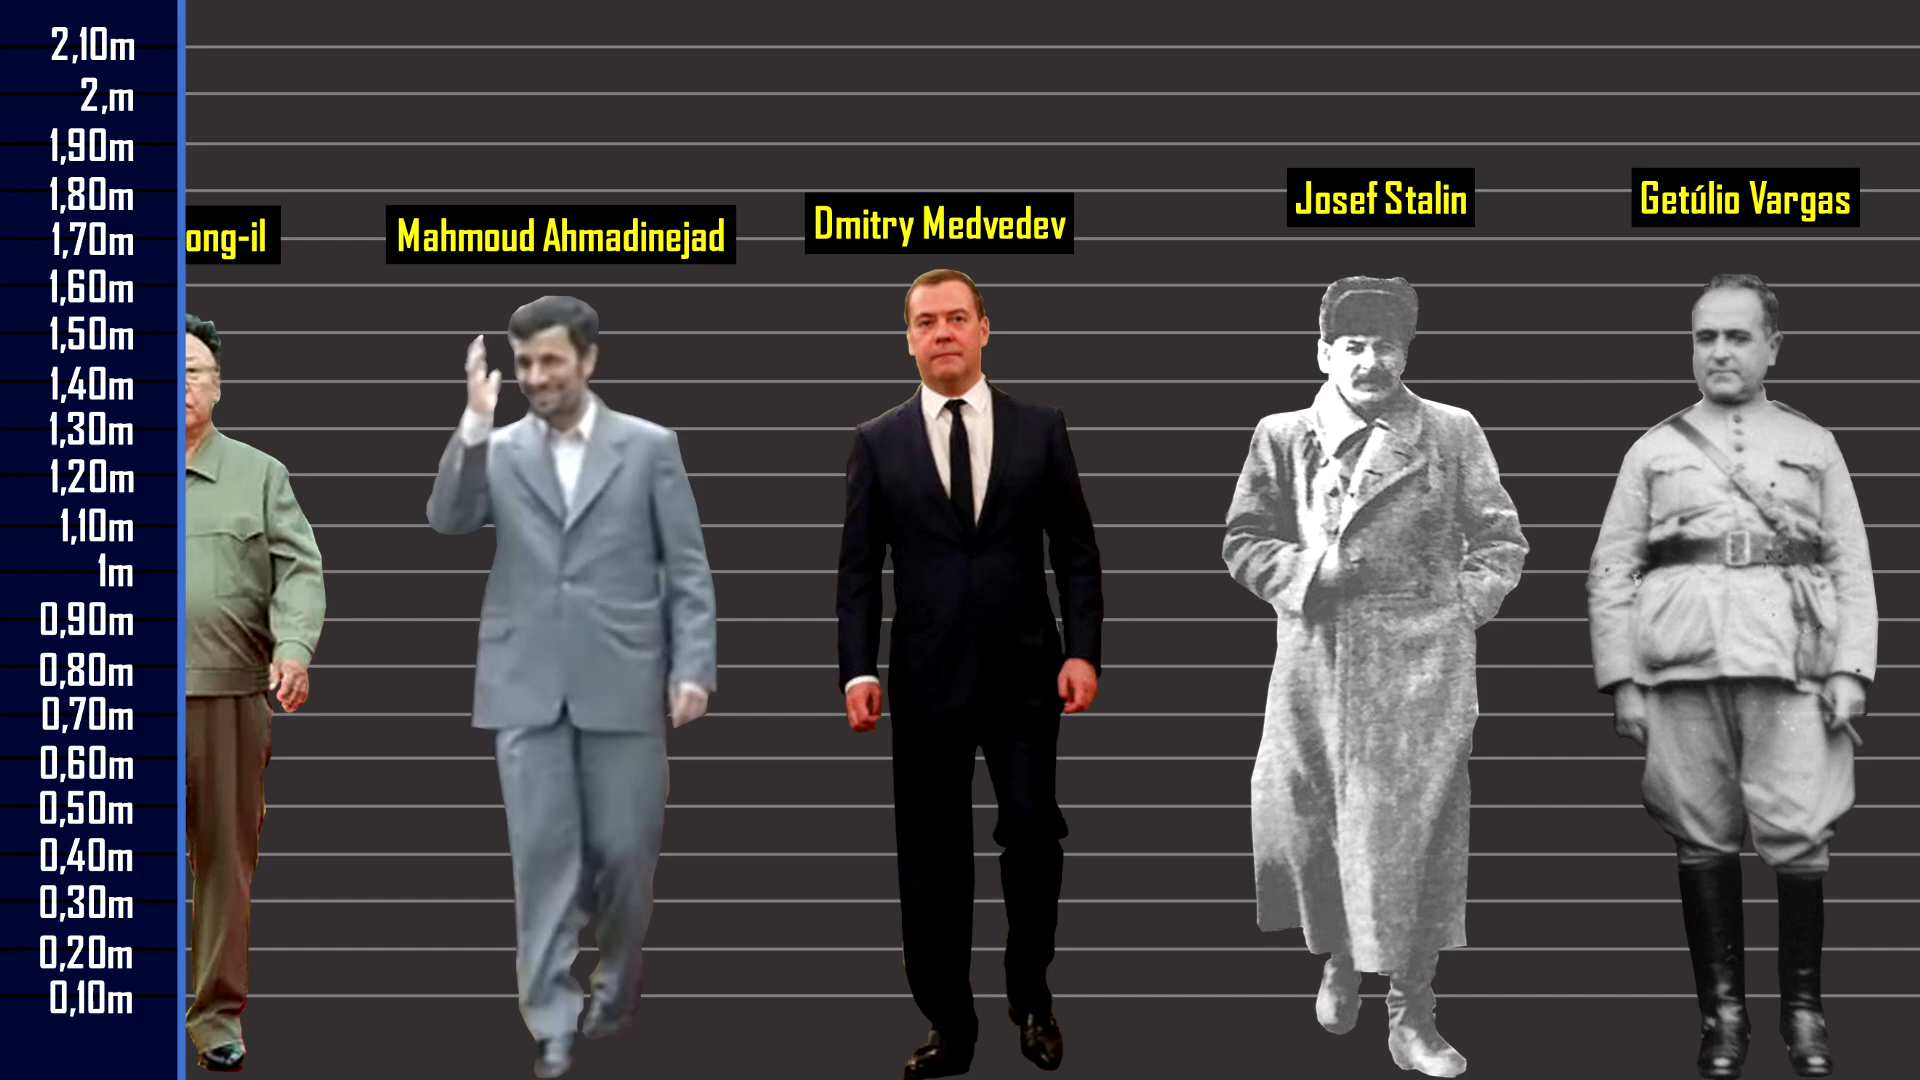 2,10m
2,m
1,90m
1,80m
1,70m
1,60m
1,50m
1,40m
1,30m
1,20m
1,10m
1m
0,90m
0,80m
0,70m
0,60m
0,50m
0,40m
0,30m
0,20m
0,10m
ong-il
Mahmoud Ahmadinejad
Dmitry Medvedev
Josef Stalin
Getúlio Vargas